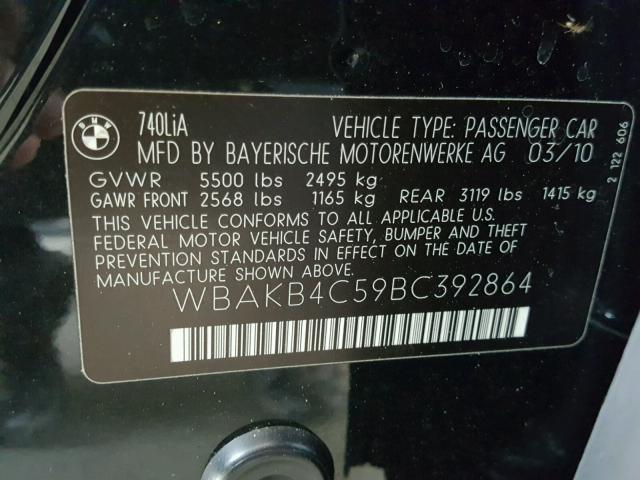 BMW
740LiA VEHICLE TYPE: PASSENGER CAR
MFD BY BAYERISCHE MOTORENWERKE AG 03/10
GVWR 5500 lbs 2495 kg
GAWR FRONT 2568 lbs 1165 kg REAR 3119 lbs 1415 kg
THIS VEHICLE CONFORMS TO ALL APPLICABLE U.S.
FEDERAL MOTOR VEHICLE SAFETY, BUMPER AND THEFT
PREVENTION STANDARDS IN EFFECT ON THE DATE OF
MANUFACTURE SHOWN ABOVE.
WBAKB4C59BC392864
2 122 606